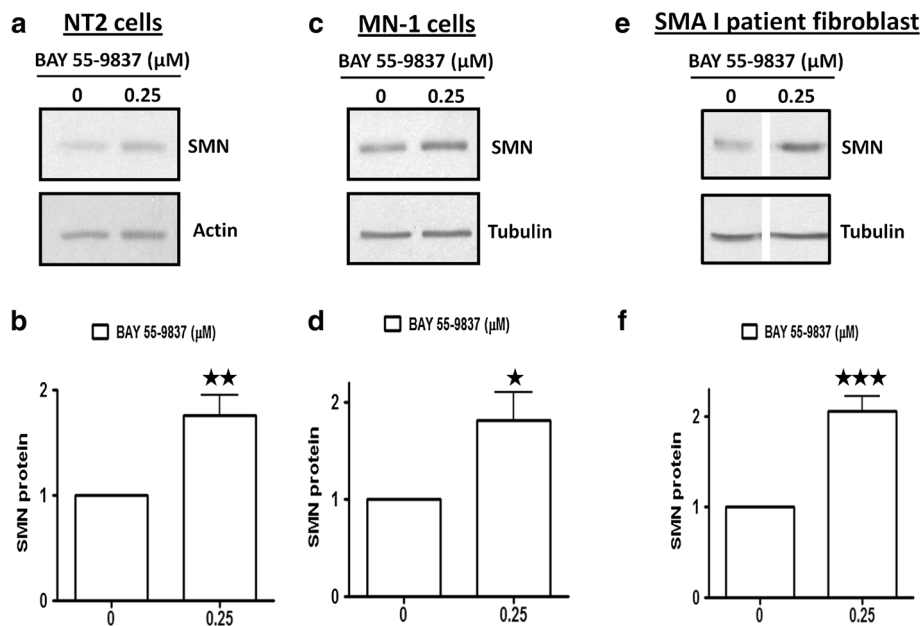 a NT2 cells
BAY 55-9837 (µM)
0 0.25
SMN
Actin
c MN-1 cells
BAY 55-9837 (µM)
0 0.25
SMN
Tubulin
e SMA I patient fibroblast
BAY 55-9837 (µM)
0 0.25
SMN
Tubulin
b
BAY 55-9837 (µM)
★★
2
1
0
SMN protein
0 0.25
d
BAY 55-9837 (µM)
★
2
1
0
SMN protein
0 0.25
f
BAY 55-9837 (µM)
★★★
2
1
0
SMN protein
0 0.25